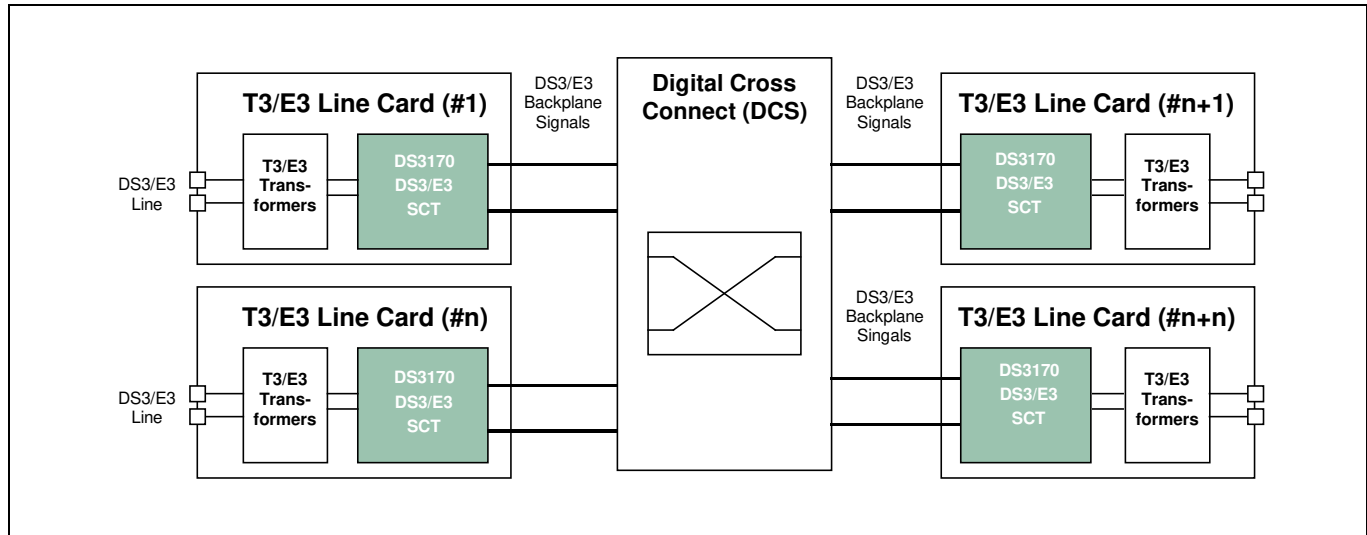 T3/E3 Line Card (#1)
DS3/E3
Line
T3/E3
Trans-
formers
DS3170
DS3/E3
SCT
DS3/E3
Backplane
Signals
Digital Cross
Connect (DCS)
DS3/E3
Backplane
Signals
T3/E3 Line Card (#n+1)
DS3170
DS3/E3
SCT
T3/E3
Trans-
formers
T3/E3 Line Card (#n)
DS3/E3
Line
T3/E3
Trans-
formers
DS3170
DS3/E3
SCT
DS3/E3
Backplane
Singals
T3/E3 Line Card (#n+n)
DS3170
DS3/E3
SCT
T3/E3
Trans-
formers